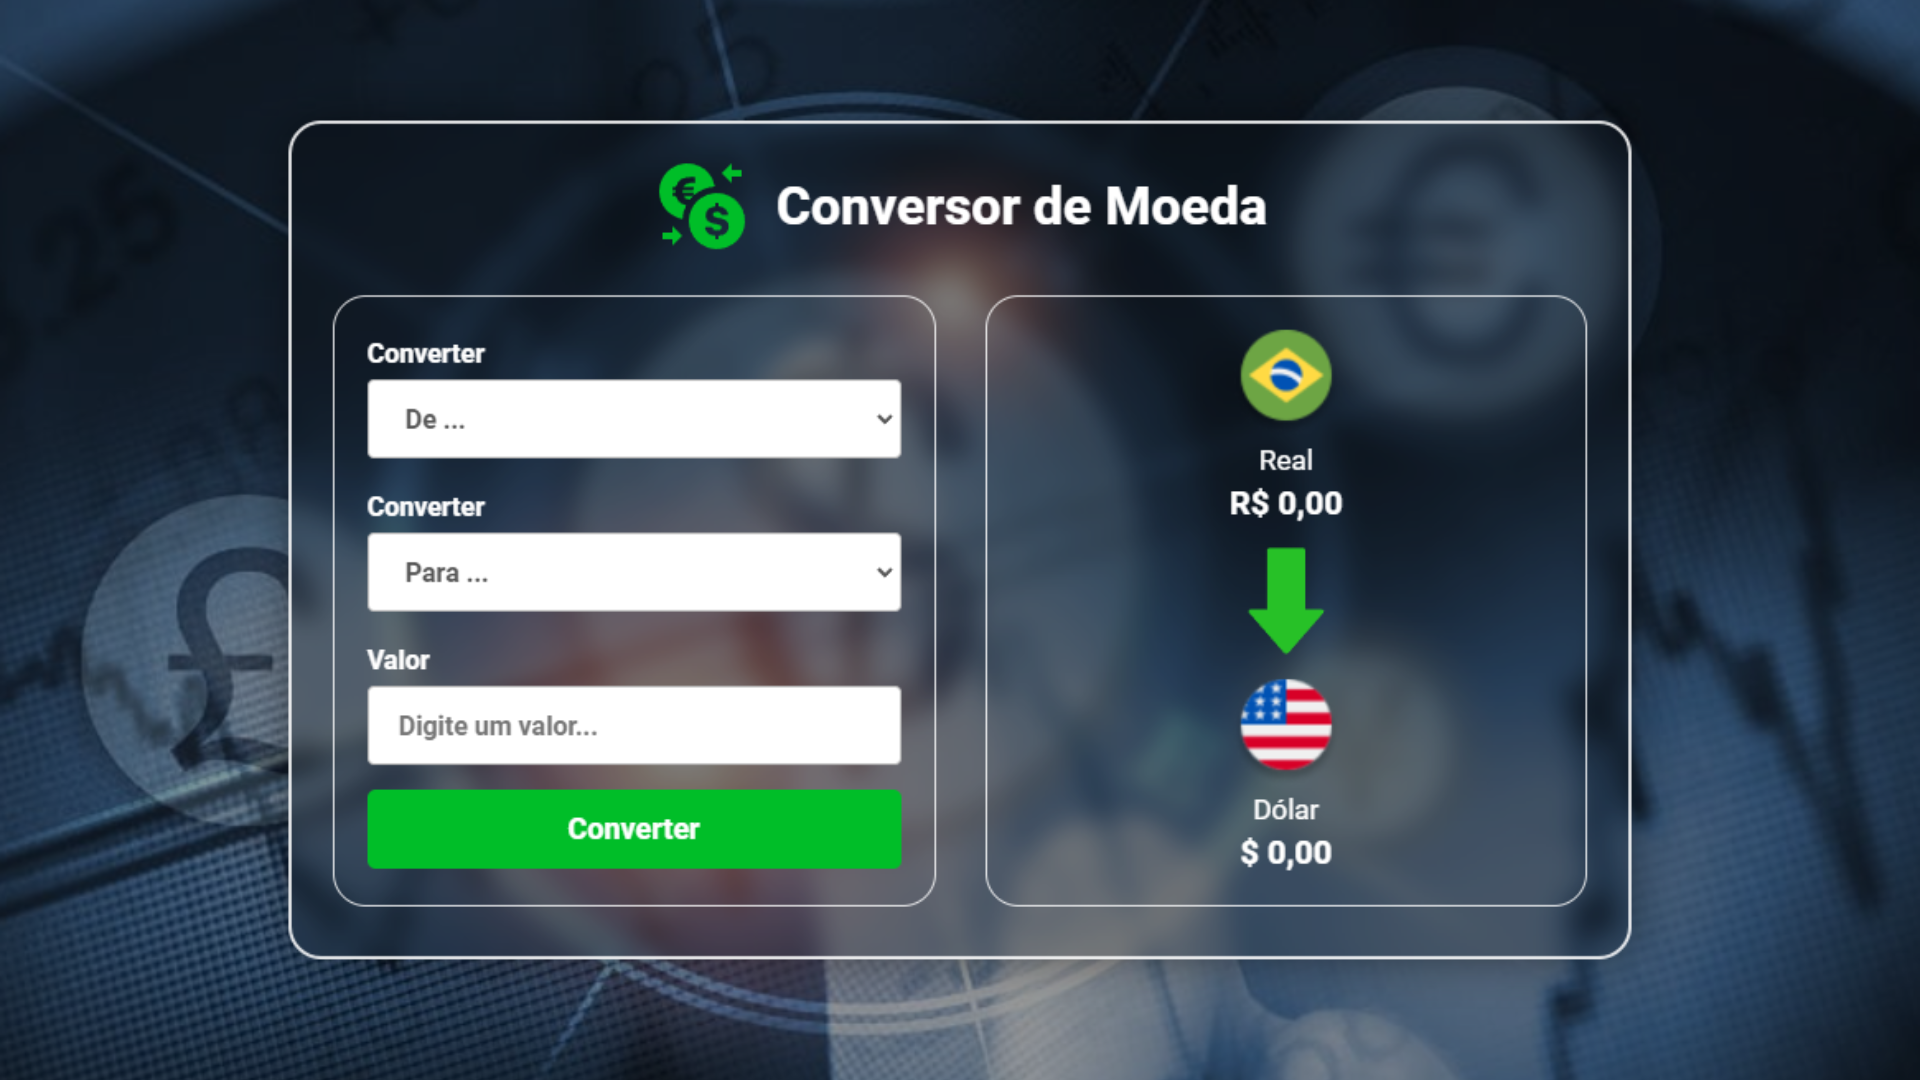 Conversor de Moeda
Converter
De ...
Converter
Para ...
Valor
Digite um valor...
Converter
Real
R$ 0,00
Dólar
$ 0,00